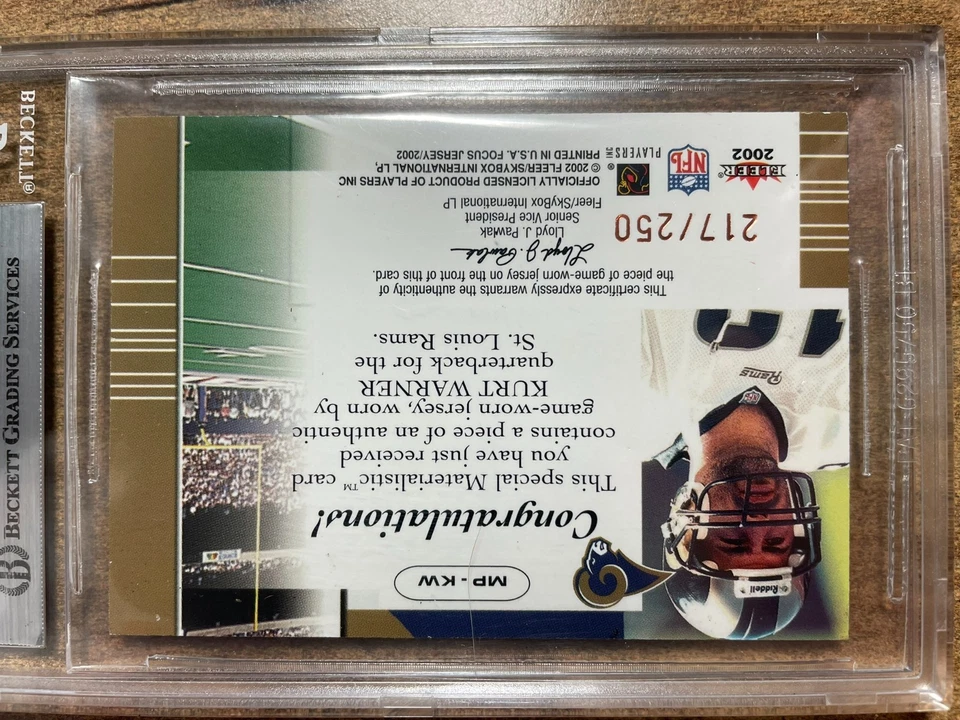 MP - KW
Congratulations!
This special Materialistic™ card
you have just received
contains a piece of an authentic
game-worn jersey, worn by
KURT WARNER
quarterback for the
St. Louis Rams.
This certificate expressly warrants the authenticity of
the piece of game-worn jersey on the front of this card.
Lloyd J. Pawlak
Lloyd J. Pawlak
Senior Vice President
Fleer/SkyBox International LP
217/250
OFFICIALLY LICENSED PRODUCT OF PLAYERS INC
© 2002 FLEER/SKYBOX INTERNATIONAL LP,
PRINTED IN U.S.A. FOCUS JERSEY/2002
FLEER
2002
NFL
PLAYERS
INC
Riddell
Rams
BECKETT®
BECKETT GRADING SERVICES